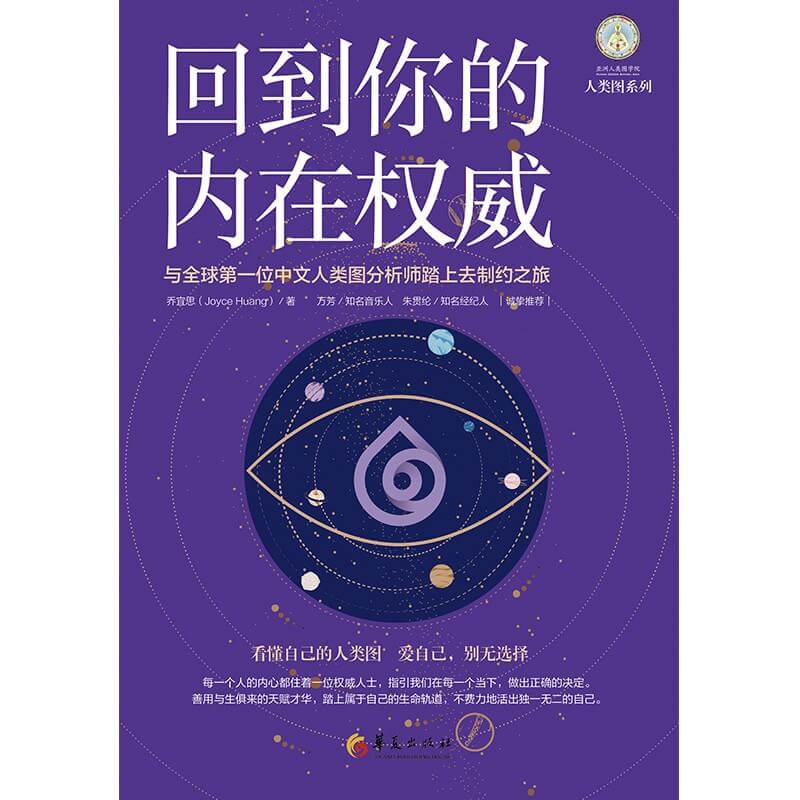 回到你的
内在权威
亚洲人类图学院
人类图系列
与全球第一位中文人类图分析师踏上去制约之旅
乔宜思（Joyce Huang）/ 著 方芳 / 知名音乐人 朱贯纶 / 知名经纪人 | 诚挚推荐 |
看懂自己的人类图 爱自己，别无选择
每一个人的内心都住着一位权威人士，指引我们在每一个当下，做出正确的决定。
善用与生俱来的天赋才华，踏上属于自己的生命轨道，不费力地活出独一无二的自己。
华夏出版社